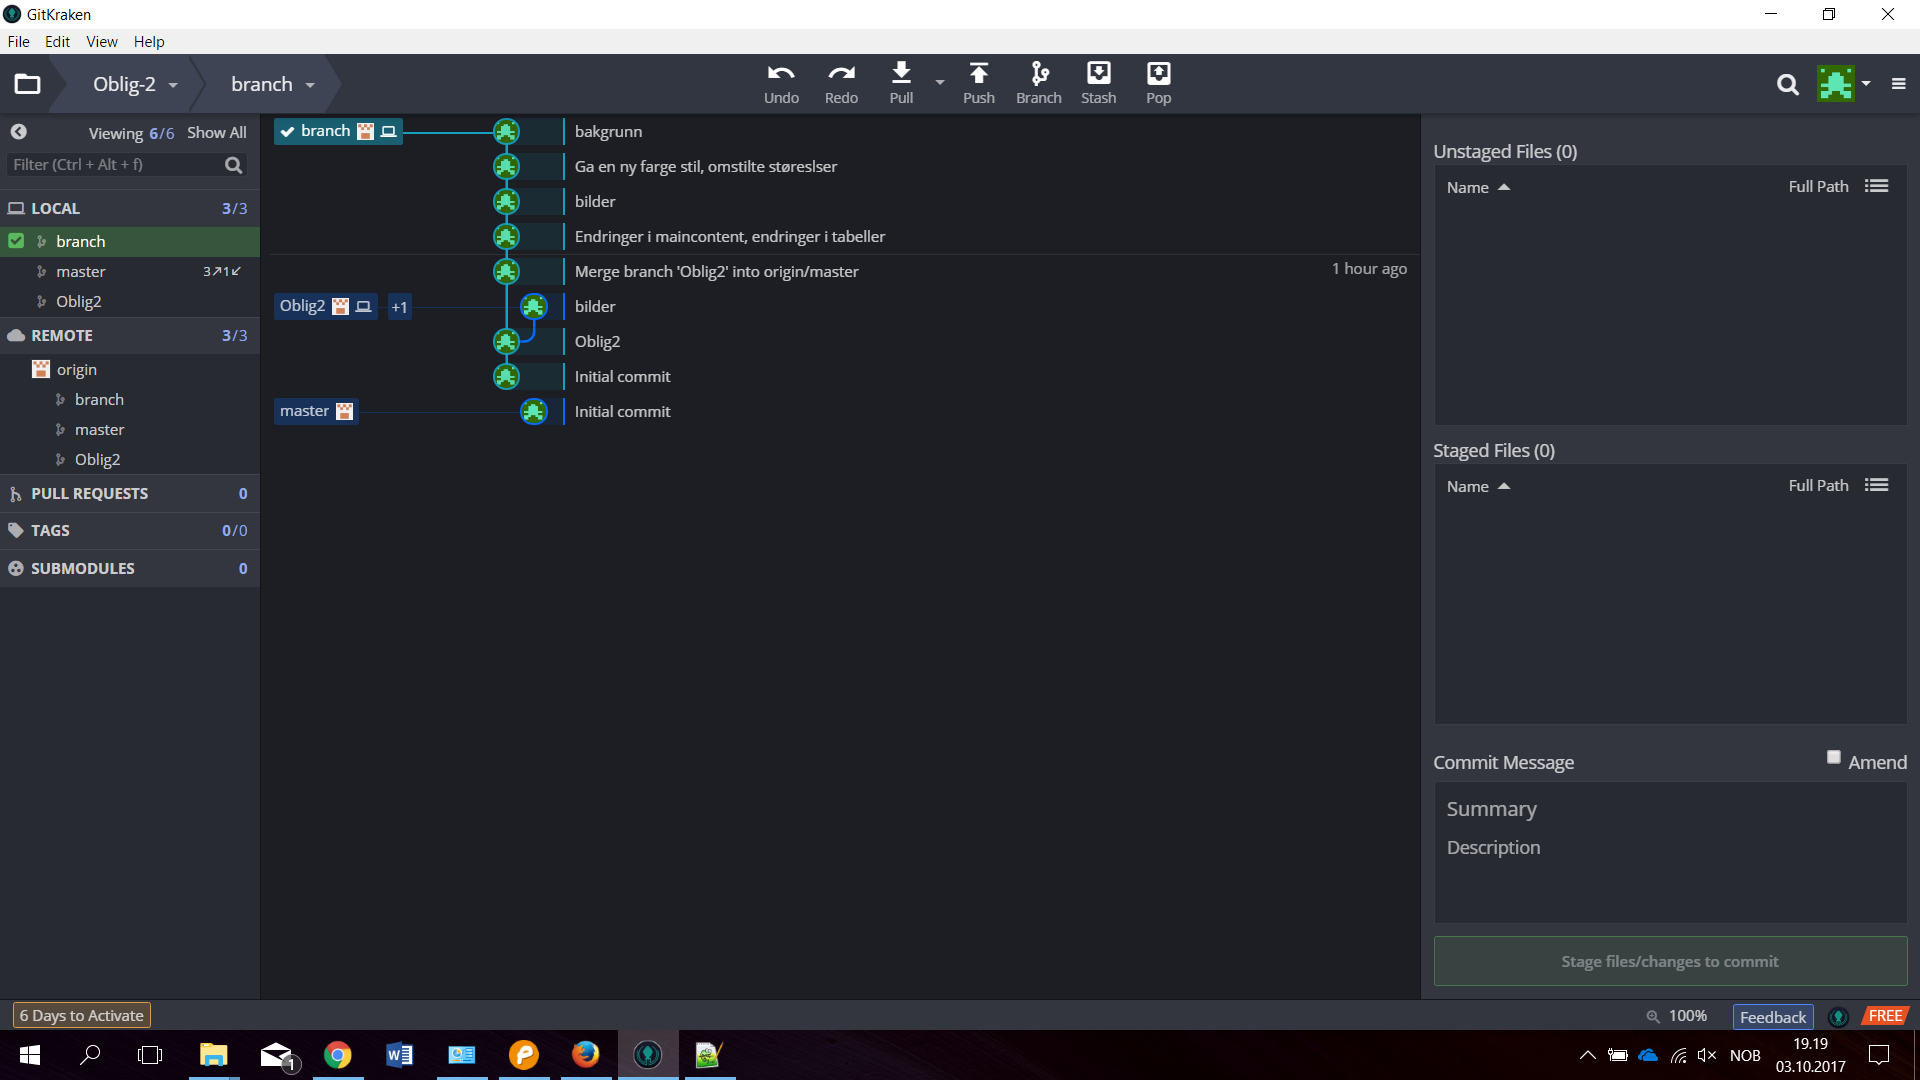 GitKraken
File Edit View Help
Oblig-2 branch
Undo Redo Pull Push Branch Stash Pop
Viewing 6/6 Show All
Filter (Ctrl + Alt + f)
LOCAL 3/3
branch
master 3↗1↙
Oblig2
REMOTE 3/3
origin
branch
master
Oblig2
PULL REQUESTS 0
TAGS 0/0
SUBMODULES 0
branch bakgrunn
Ga en ny farge stil, omstilte støreslser
bilder
Endringer i maincontent, endringer i tabeller
Merge branch 'Oblig2' into origin/master 1 hour ago
Oblig2 +1 bilder
Oblig2
Initial commit
master Initial commit
Unstaged Files (0)
Name Full Path
Staged Files (0)
Name Full Path
Commit Message Amend
Summary
Description
Stage files/changes to commit
6 Days to Activate 100% Feedback FREE
1 NOB 19.19
03.10.2017